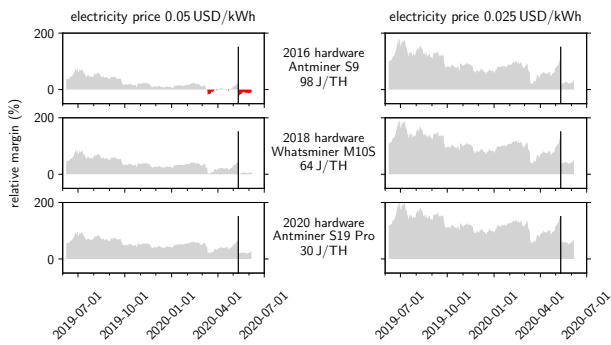 electricity price 0.05 USD/kWh
electricity price 0.025 USD/kWh
relative margin (%)
200
0
2016 hardware
Antminer S9
98 J/TH
200
0
2018 hardware
Whatsminer M10S
64 J/TH
200
0
2020 hardware
Antminer S19 Pro
30 J/TH
2019-07-01
2019-10-01
2020-01-01
2020-04-01
2020-07-01
2019-07-01
2019-10-01
2020-01-01
2020-04-01
2020-07-01